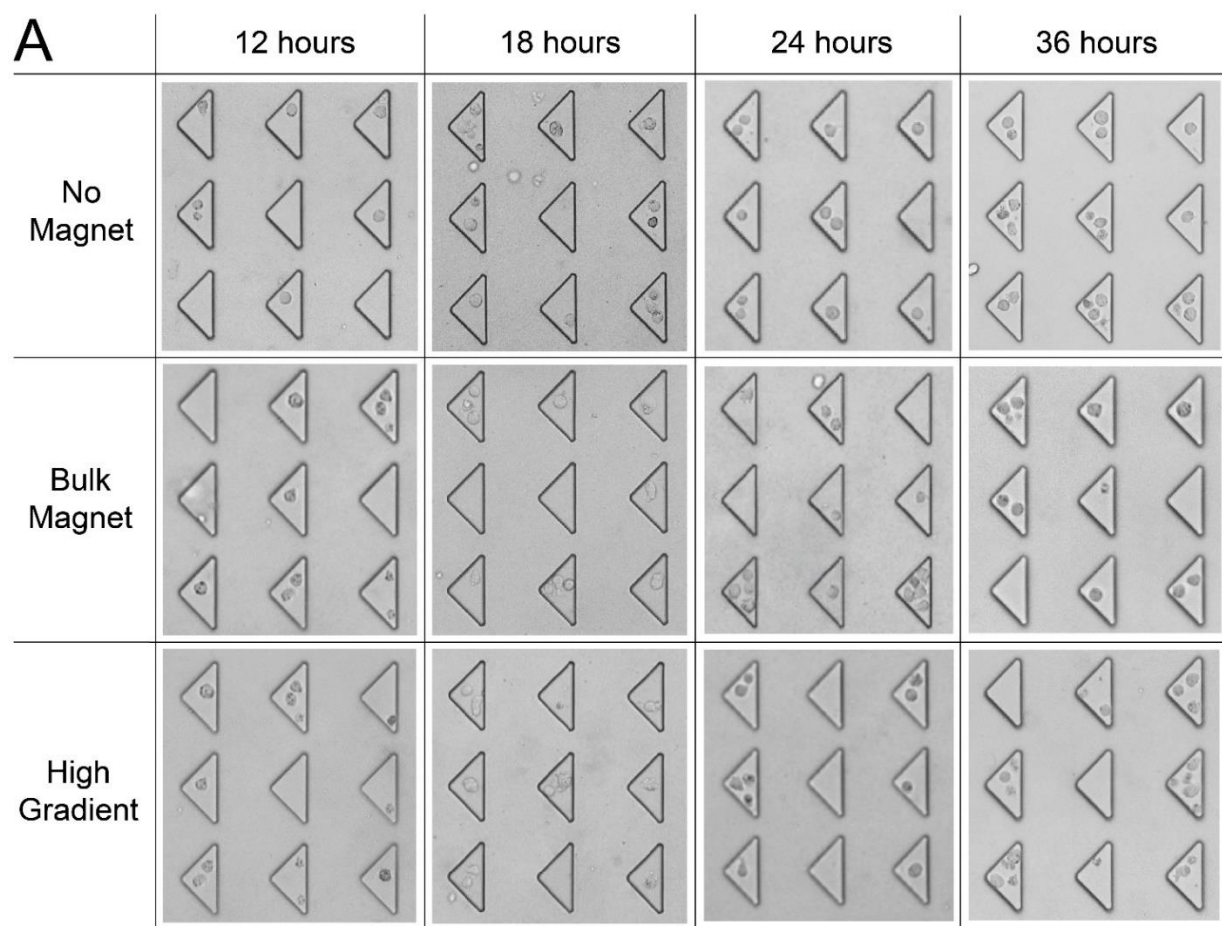 A
12 hours
18 hours
24 hours
36 hours
No
Magnet
Bulk
Magnet
High
Gradient